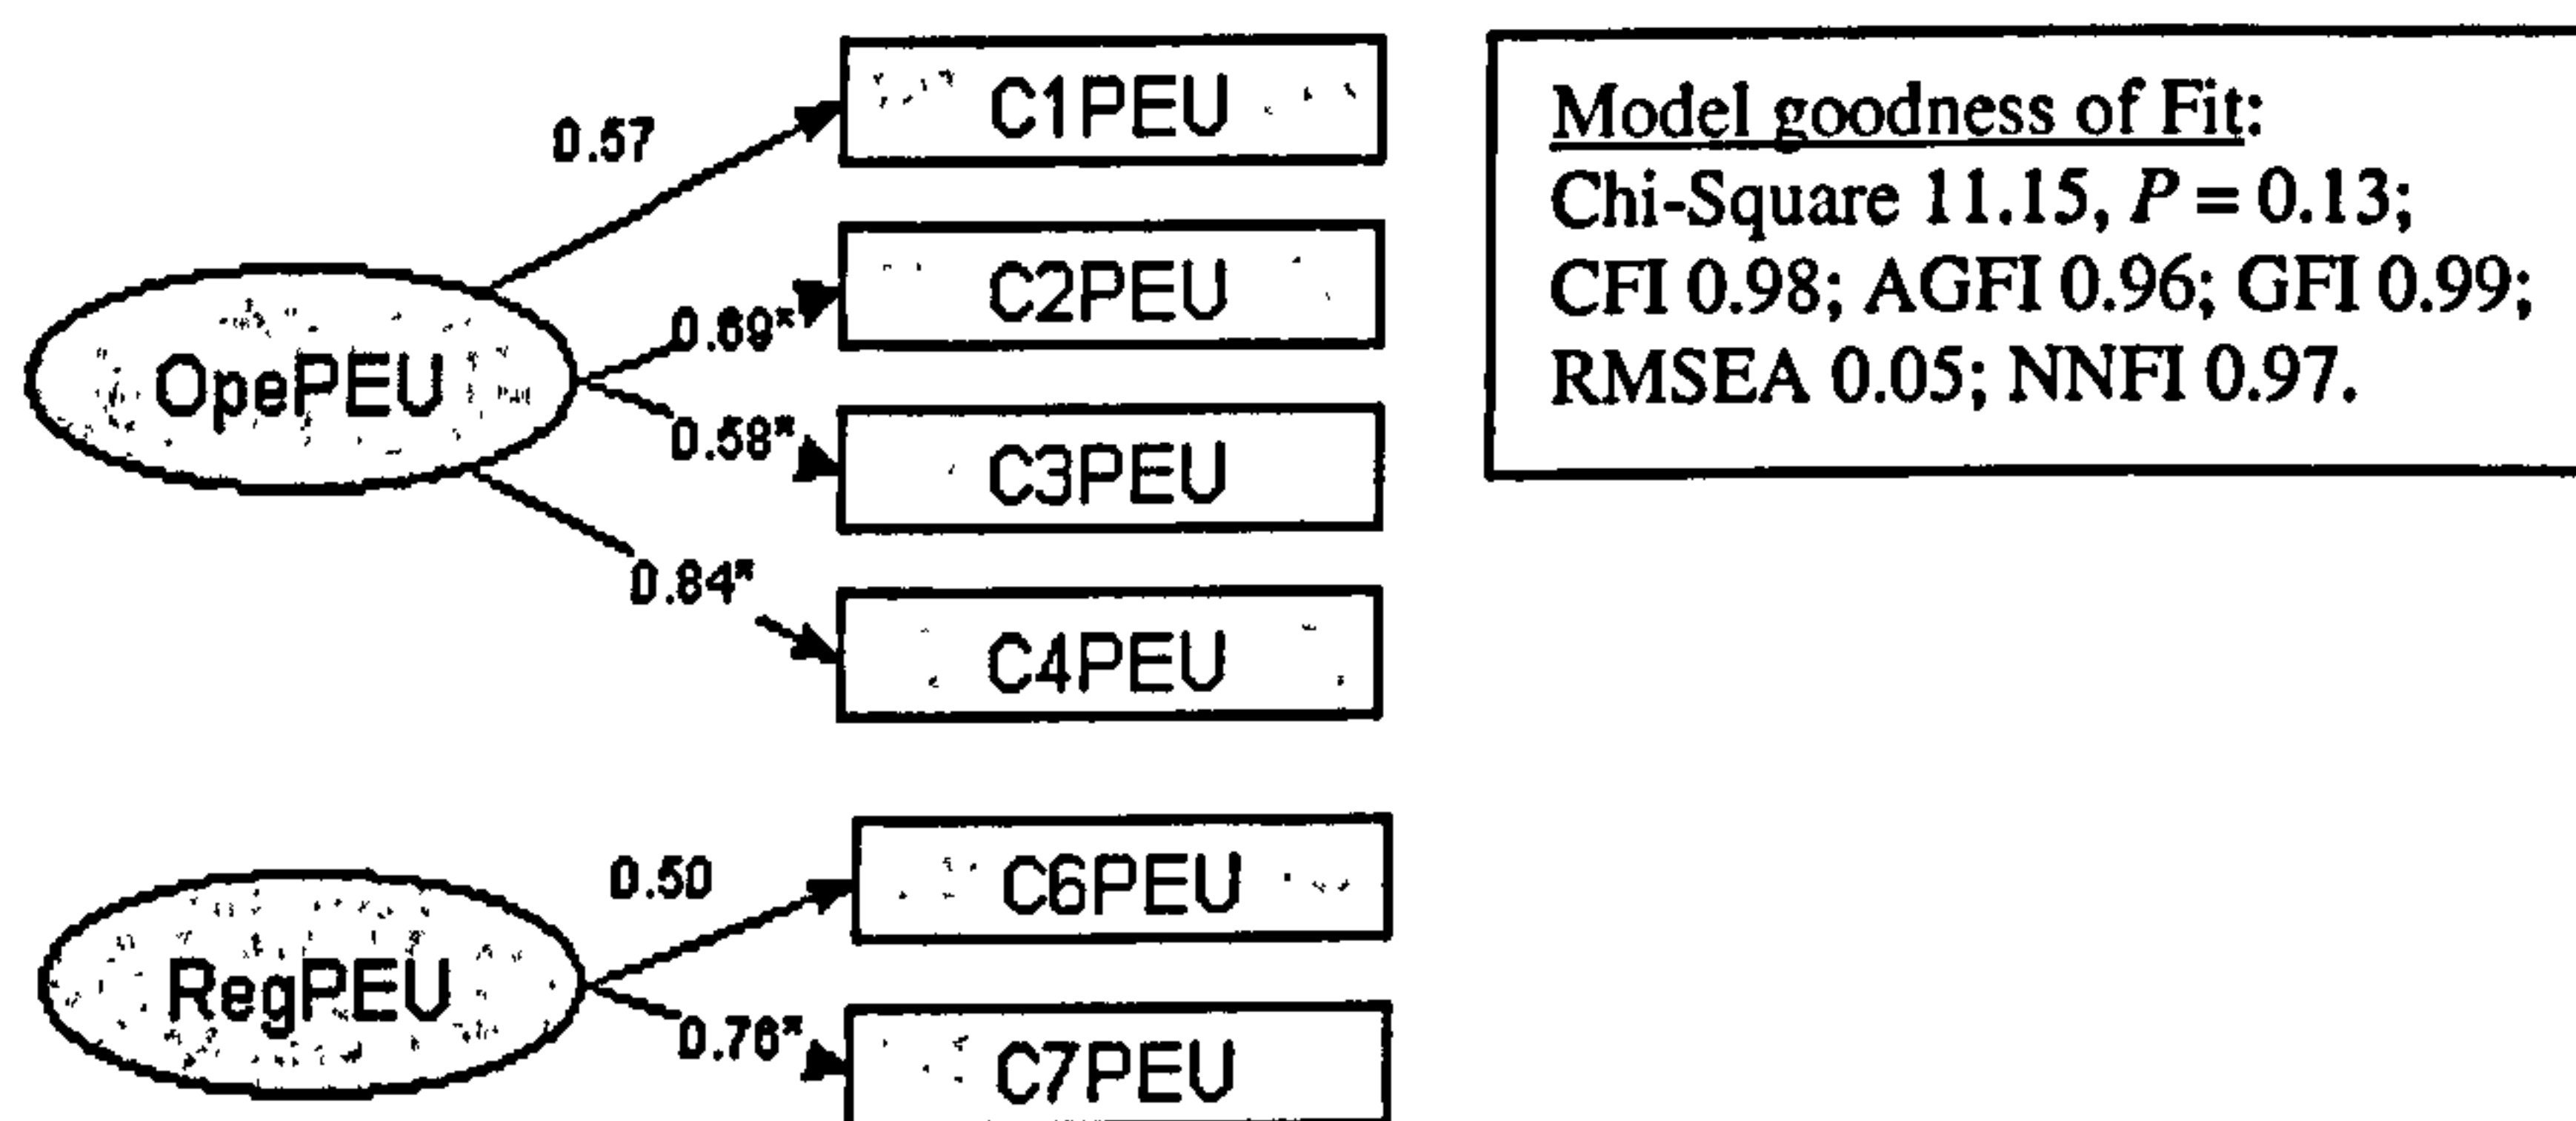 C1PEU
0.57
C2PEU
0.69*
OpePEU
0.58*
C3PEU
0.84*
C4PEU
Model goodness of Fit:
Chi-Square 11.15, P = 0.13;
CFI 0.98; AGFI 0.96; GFI 0.99;
RMSEA 0.05; NNFI 0.97.
0.50
C6PEU
RegPEU
0.76*
C7PEU